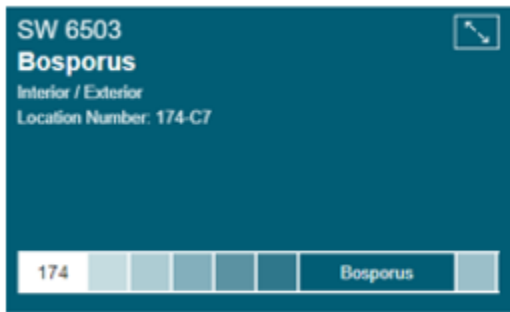 SW 6503
Bosporus
Interior / Exterior
Location Number: 174-C7
174
Bosporus